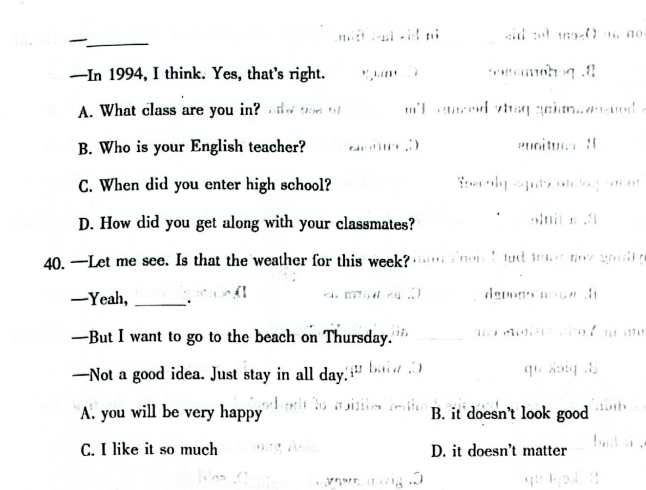 —________
—In 1994, I think. Yes, that's right.
A. What class are you in?
B. Who is your English teacher?
C. When did you enter high school?
D. How did you get along with your classmates?
40. —Let me see. Is that the weather for this week?
—Yeah, ______.
—But I want to go to the beach on Thursday.
—Not a good idea. Just stay in all day.
A. you will be very happy B. it doesn't look good
C. I like it so much D. it doesn't matter